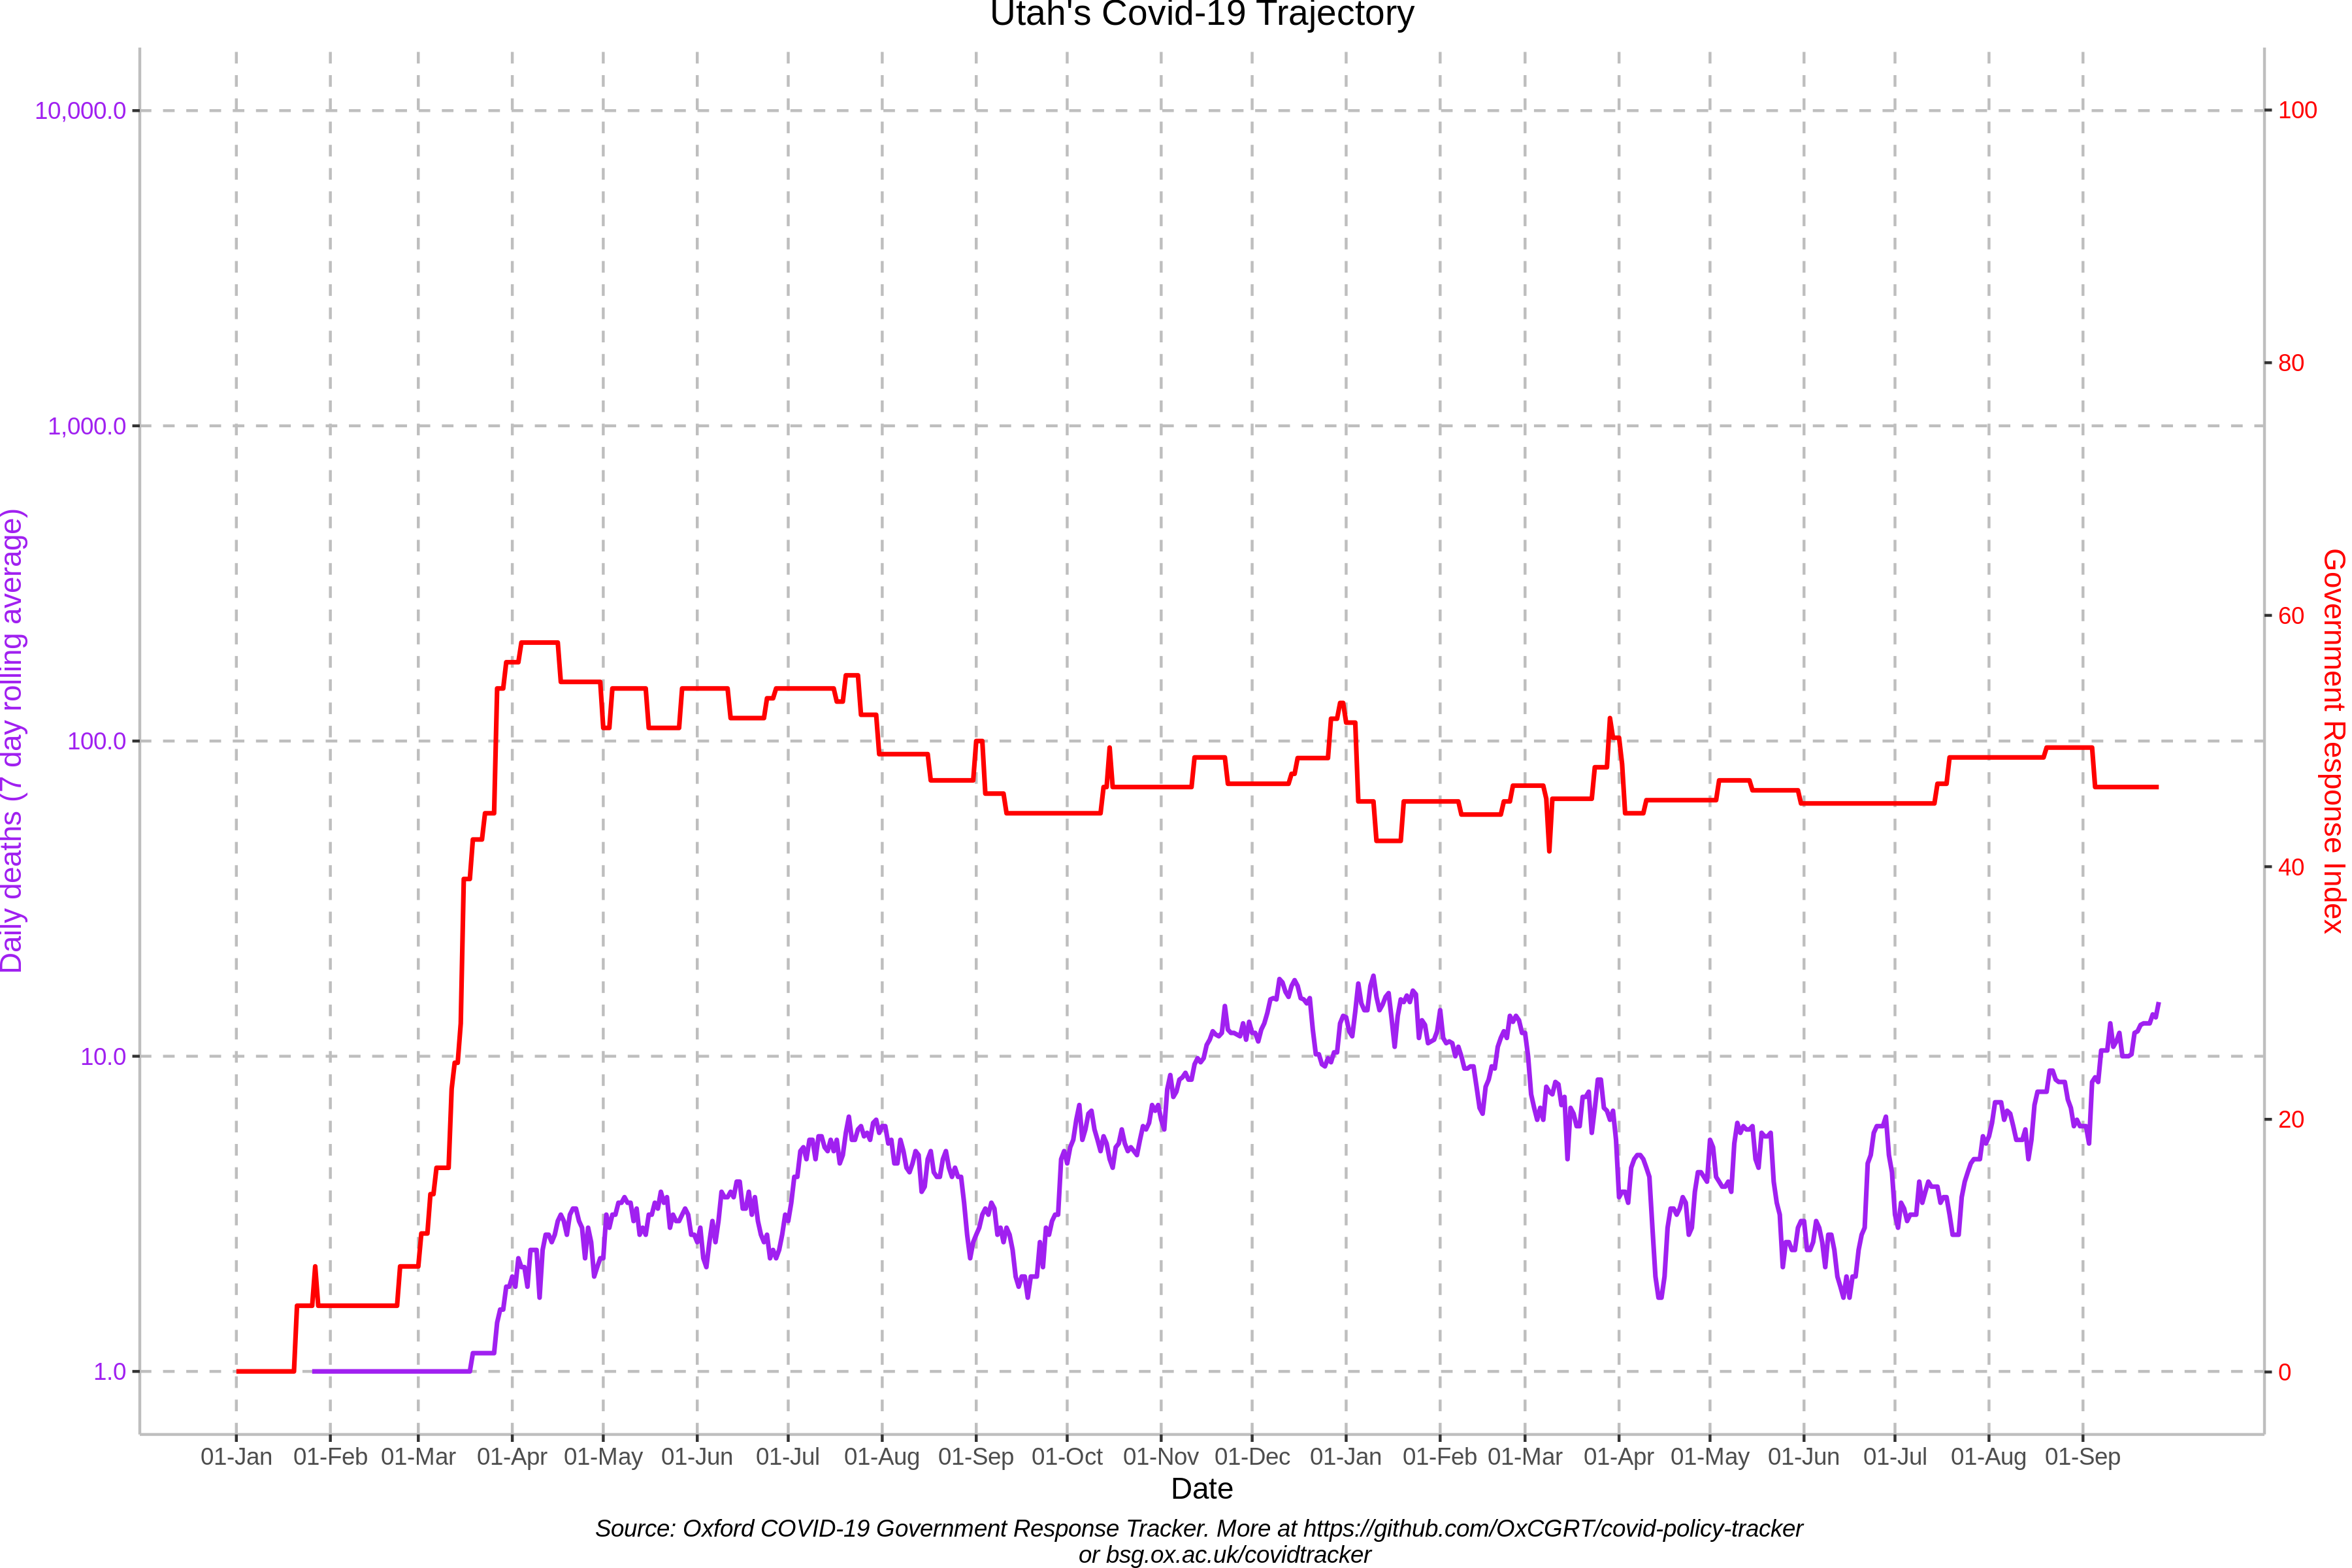 Utah's Covid-19 Trajectory
10,000.0
1,000.0
100.0
10.0
1.0
Daily deaths (7 day rolling average)
100
80
60
40
20
0
Government Response Index
01-Jan 01-Feb 01-Mar 01-Apr 01-May 01-Jun 01-Jul 01-Aug 01-Sep 01-Oct 01-Nov 01-Dec 01-Jan 01-Feb 01-Mar 01-Apr 01-May 01-Jun 01-Jul 01-Aug 01-Sep
Date
Source: Oxford COVID-19 Government Response Tracker. More at https://github.com/OxCGRT/covid-policy-tracker
or bsg.ox.ac.uk/covidtracker